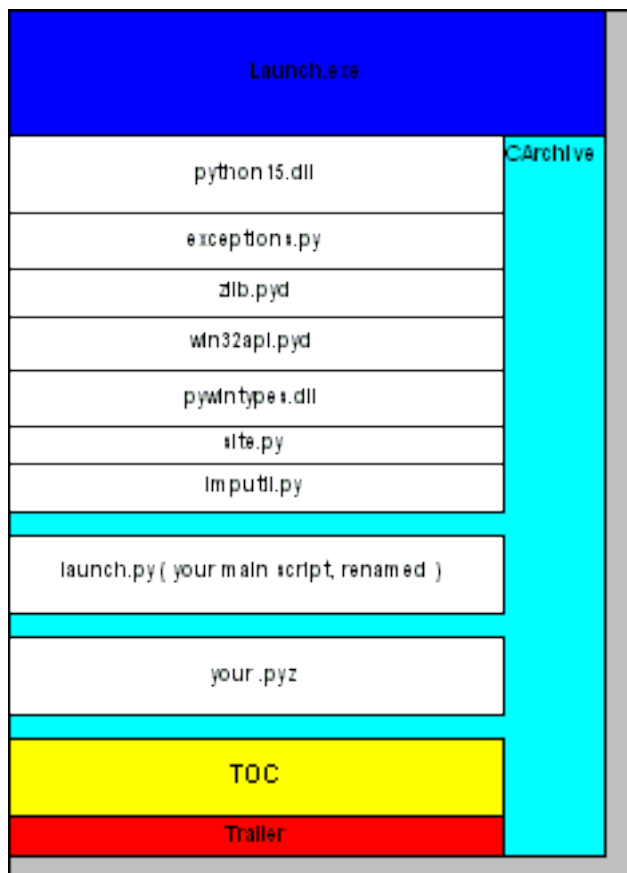 Launch.exe
CArchive
python15.dll
exceptions.py
zlib.pyd
win32api.pyd
pywintypes.dll
site.py
imputil.py
launch.py ( your main script, renamed )
your .pyz
TOC
Trailer